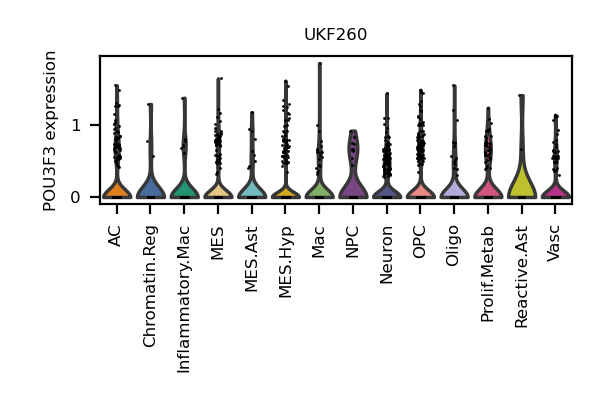 UKF260
POU3F3 expression
1
0
AC
Chromatin.Reg
Inflammatory.Mac
MES
MES.Ast
MES.Hyp
Mac
NPC
Neuron
OPC
Oligo
Prolif.Metab
Reactive.Ast
Vasc